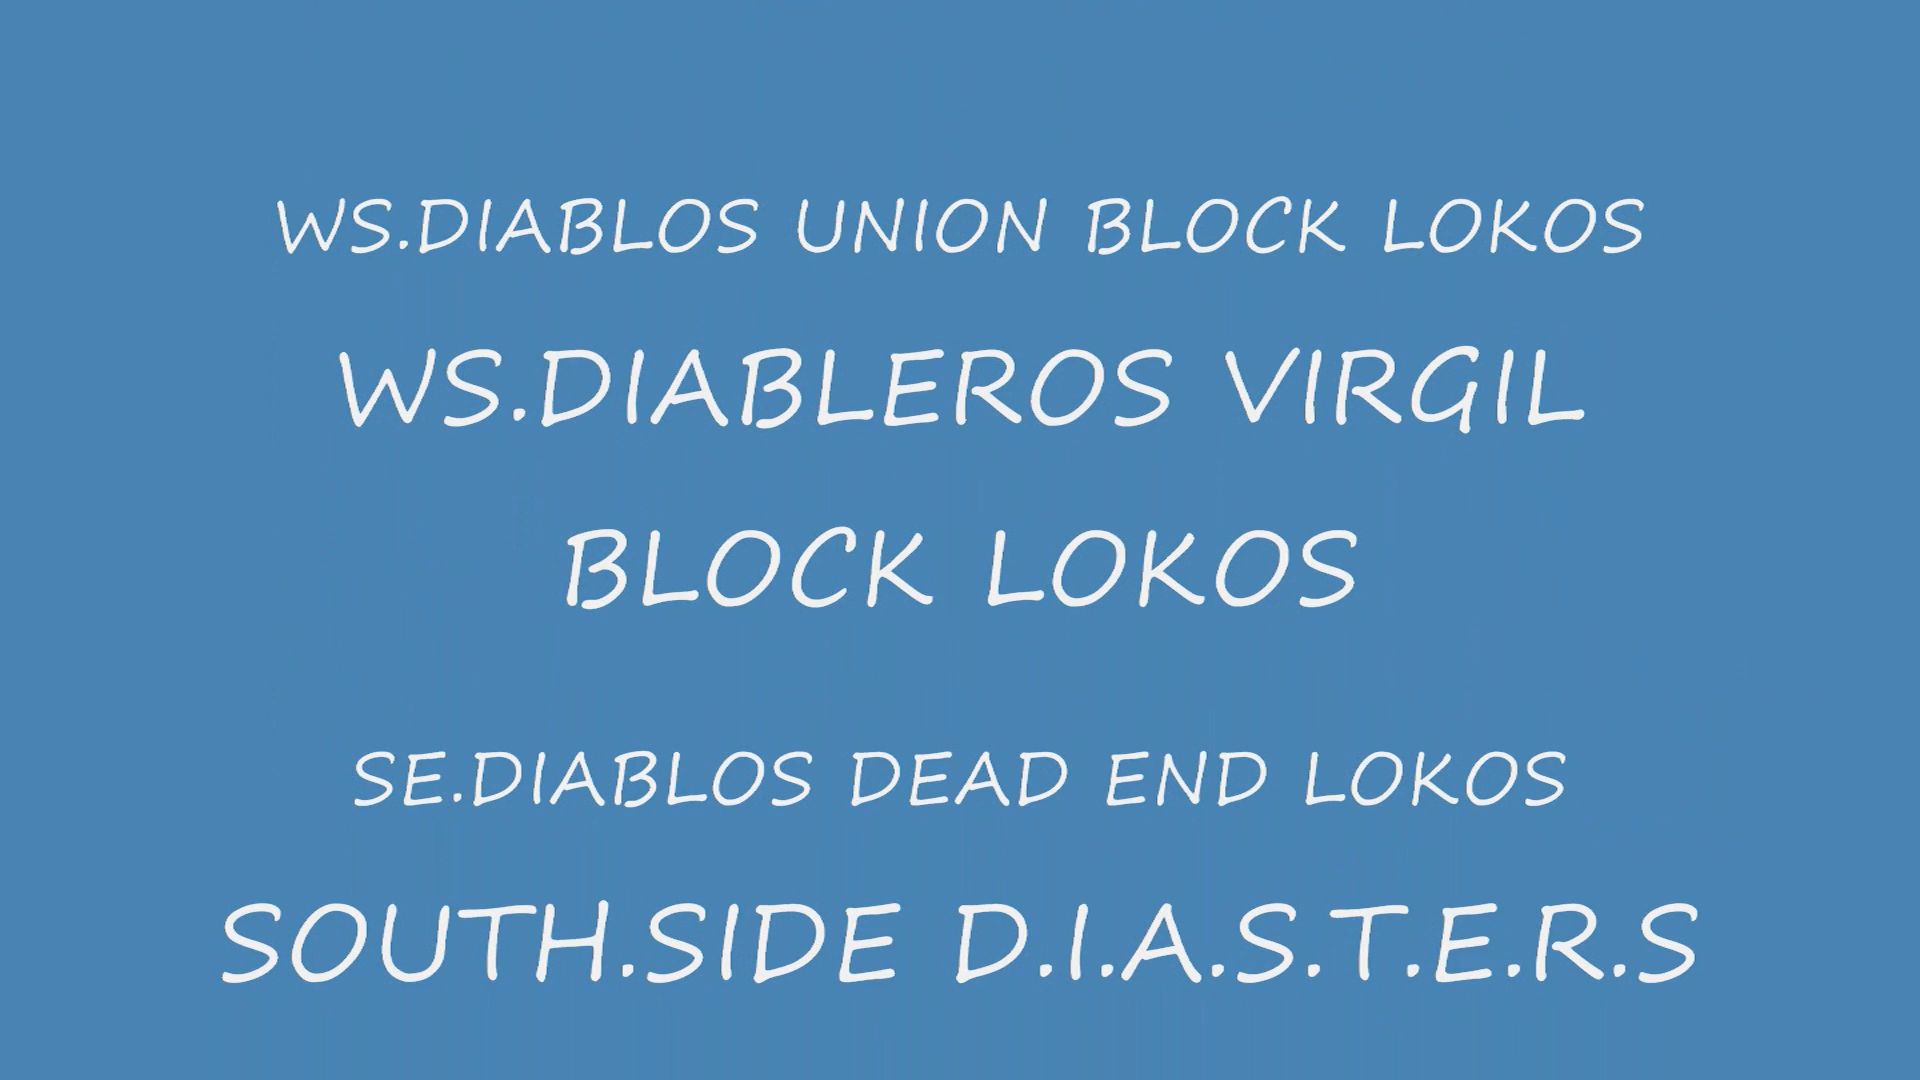 WS.DIABLOS UNION BLOCK LOKOS
WS.DIABLEROS VIRGIL
BLOCK LOKOS
SE.DIABLOS DEAD END LOKOS
SOUTH.SIDE D.I.A.S.T.E.R.S